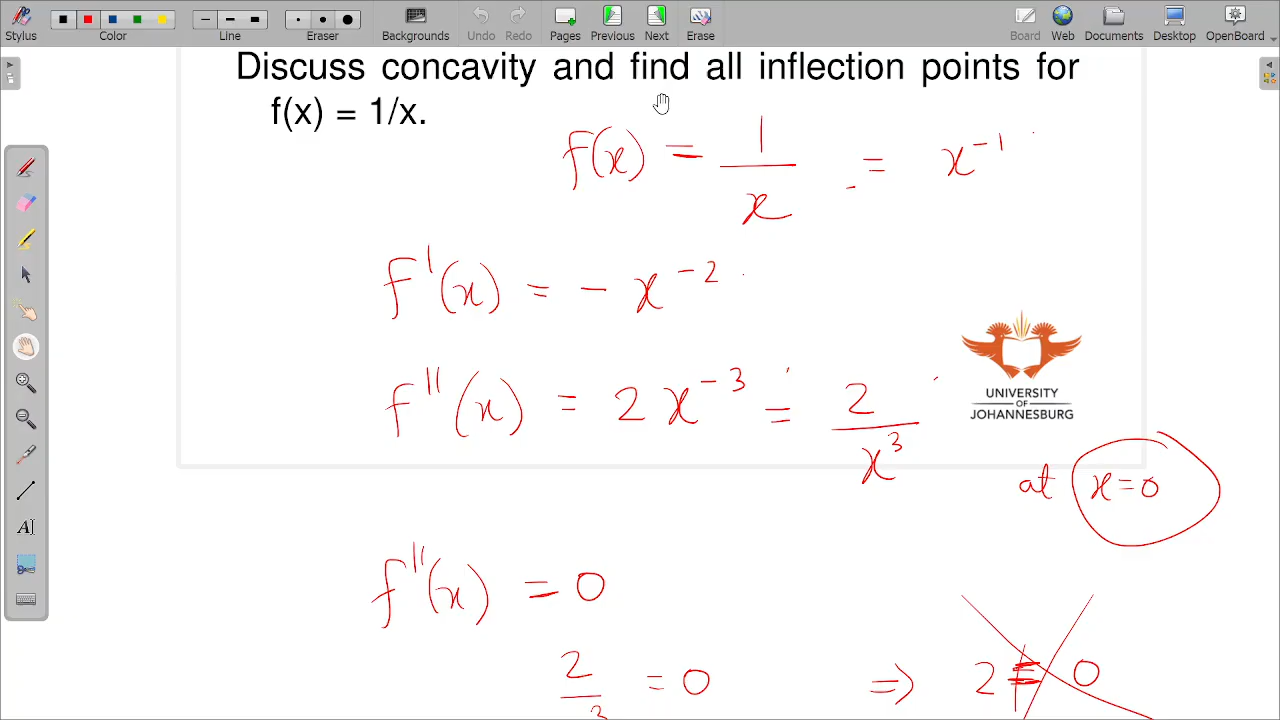 Stylus Color Line Eraser Backgrounds Undo Redo Pages Previous Next Erase Board Web Documents Desktop OpenBoard
Discuss concavity and find all inflection points for
f(x) = 1/x.
f(x) = 1/x = x⁻¹
f'(x) = - x⁻²
UNIVERSITY
OF
JOHANNESBURG
f''(x) = 2x⁻³ = 2/x³
at x=0
f''(x) = 0
2/x³ = 0 ⇒ 2 ≠ 0